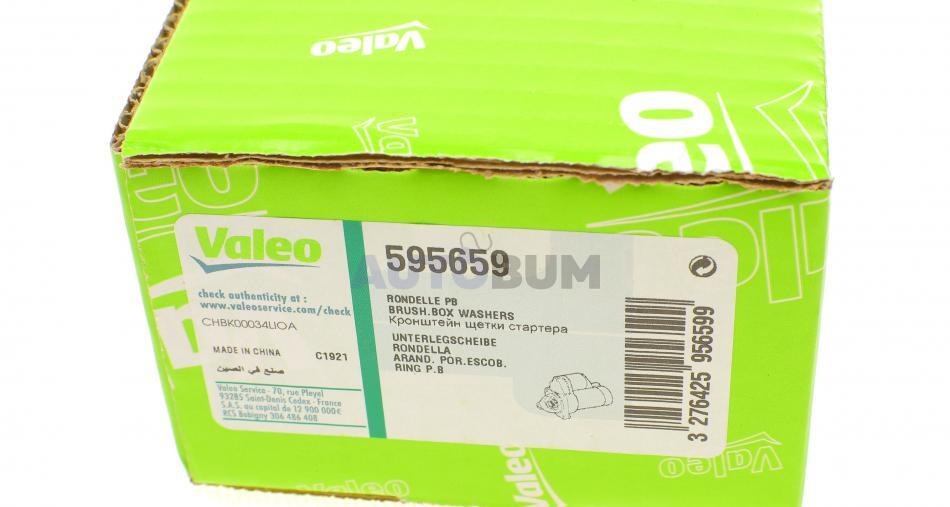 Valeo
Valeo
Valeo
595659
AUTOBUM
check authenticity at :
www.valeoservice.com/check
CHBK00034UOA
MADE IN CHINA C1921
صنع في الصين
Valeo Service - 70, rue Pleyel
93285 Saint-Denis Cedex - France
S.A.S. au capital de 12 900 000€
RCS Bobigny 306 486 408
RONDELLE PB
BRUSH.BOX WASHERS
Кронштейн щетки стартера
UNTERLEGSCHEIBE
RONDELLA
ARAND. POR.ESCOB.
RING P.B
3 276425 956599
Valeo
Valeo
Valeo